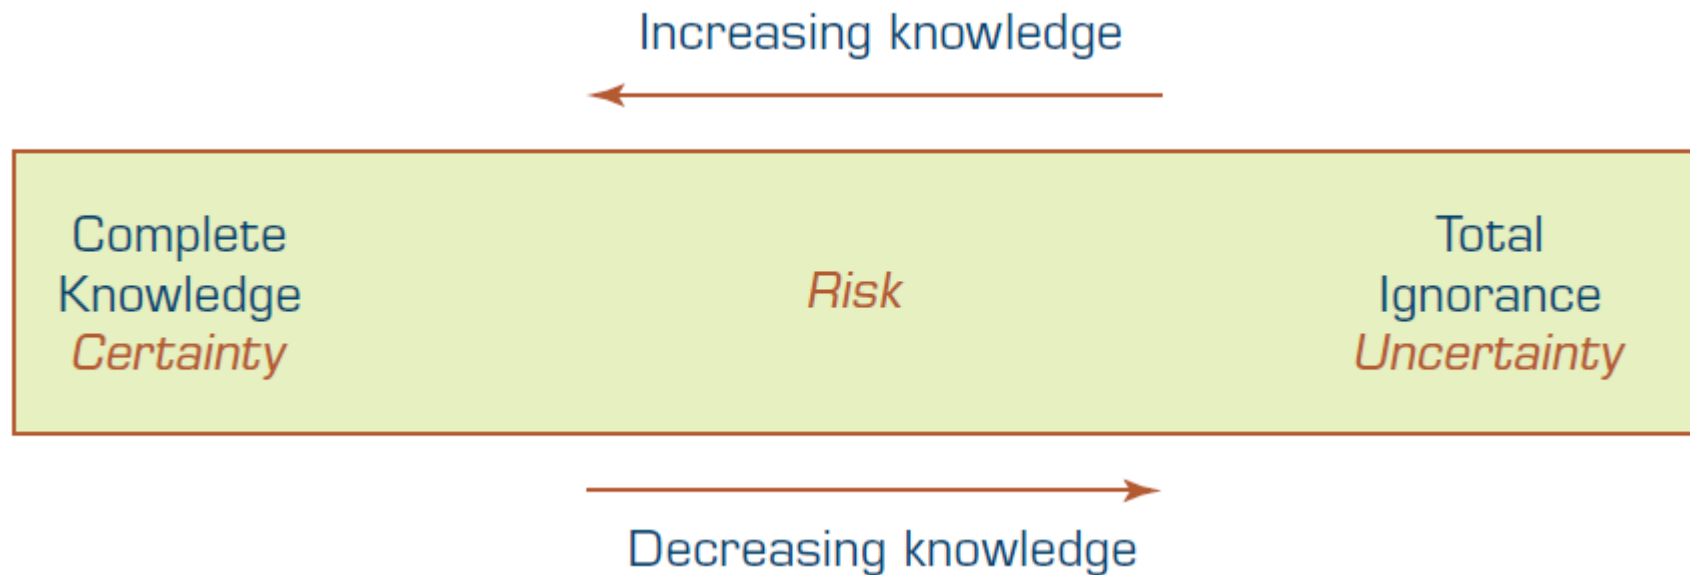 Increasing knowledge
Complete
Knowledge
Certainty
Risk
Total
Ignorance
Uncertainty
Decreasing knowledge